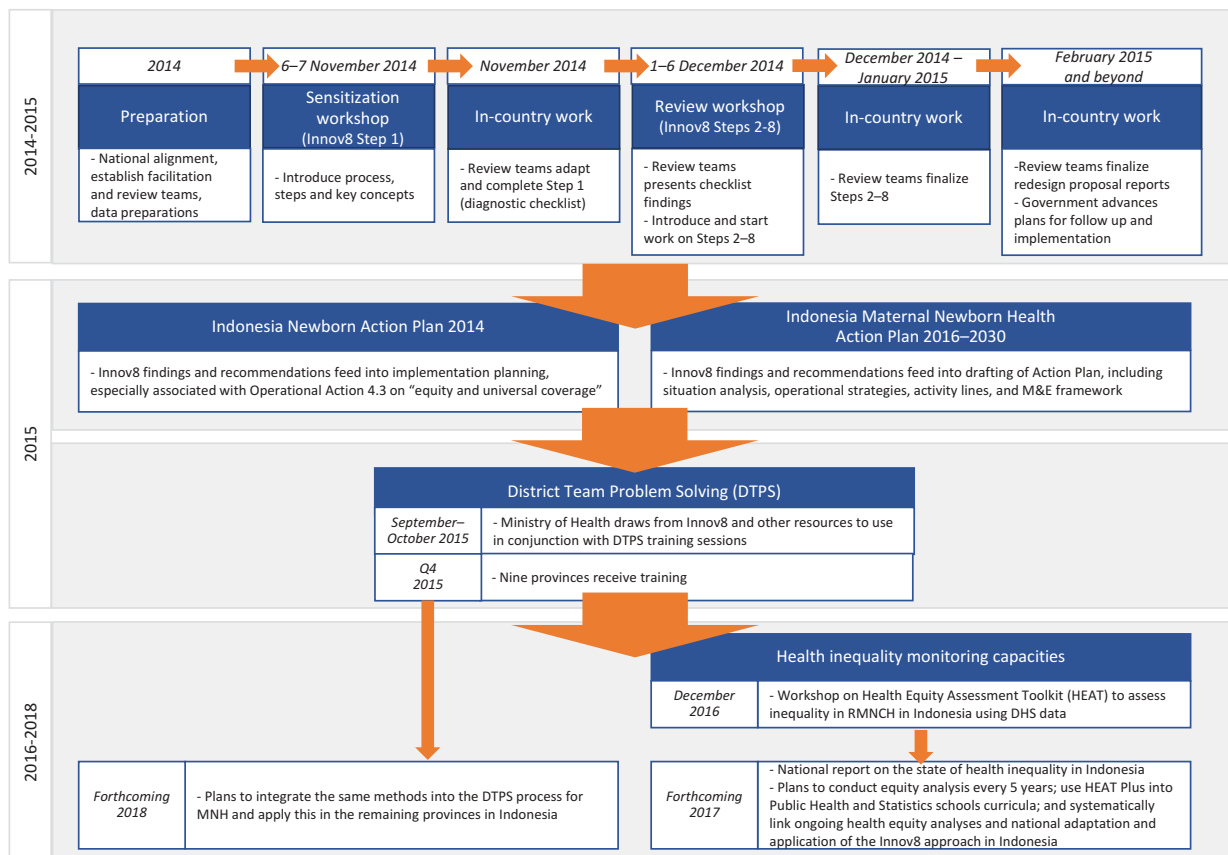 2014-2015
2014
Preparation
- National alignment,
establish facilitation
and review teams,
data preparations
6–7 November 2014
Sensitization
workshop
(Innov8 Step 1)
- Introduce process,
steps and key concepts
November 2014
In-country work
- Review teams adapt
and complete Step 1
(diagnostic checklist)
1–6 December 2014
Review workshop
(Innov8 Steps 2-8)
- Review teams
presents checklist
findings
- Introduce and start
work on Steps 2–8
December 2014 –
January 2015
In-country work
- Review teams finalize
Steps 2–8
February 2015
and beyond
In-country work
-Review teams finalize
redesign proposal reports
- Government advances
plans for follow up and
implementation
2015
Indonesia Newborn Action Plan 2014
- Innov8 findings and recommendations feed into implementation planning,
especially associated with Operational Action 4.3 on “equity and universal coverage”
Indonesia Maternal Newborn Health
Action Plan 2016–2030
- Innov8 findings and recommendations feed into drafting of Action Plan, including
situation analysis, operational strategies, activity lines, and M&E framework
District Team Problem Solving (DTPS)
September–
October 2015
- Ministry of Health draws from Innov8 and other resources to use
in conjunction with DTPS training sessions
Q4
2015
- Nine provinces receive training
2016-2018
Health inequality monitoring capacities
December
2016
- Workshop on Health Equity Assessment Toolkit (HEAT) to assess
inequality in RMNCH in Indonesia using DHS data
Forthcoming
2018
- Plans to integrate the same methods into the DTPS process for
MNH and apply this in the remaining provinces in Indonesia
Forthcoming
2017
- National report on the state of health inequality in Indonesia
- Plans to conduct equity analysis every 5 years; use HEAT Plus into
Public Health and Statistics schools curricula; and systematically
link ongoing health equity analyses and national adaptation and
application of the Innov8 approach in Indonesia